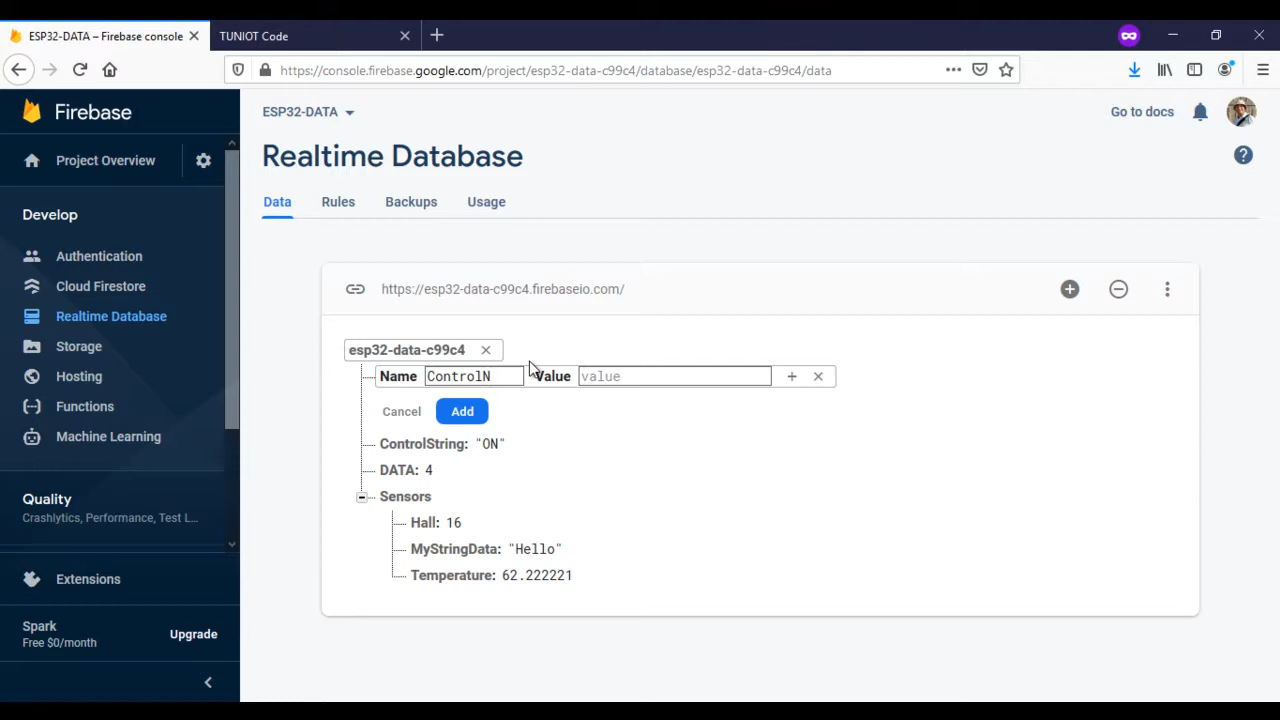 ESP32-DATA – Firebase console
TUNIOT Code
https://console.firebase.google.com/project/esp32-data-c99c4/database/esp32-data-c99c4/data
Firebase
ESP32-DATA
Go to docs
Project Overview
Realtime Database
Develop
Data
Rules
Backups
Usage
Authentication
Cloud Firestore
Realtime Database
Storage
Hosting
Functions
Machine Learning
https://esp32-data-c99c4.firebaseio.com/
esp32-data-c99c4
Name ControlN Value value
Cancel Add
ControlString: "ON"
DATA: 4
Sensors
Hall: 16
MyStringData: "Hello"
Temperature: 62.222221
Quality
Crashlytics, Performance, Test L...
Extensions
Spark
Free $0/month
Upgrade